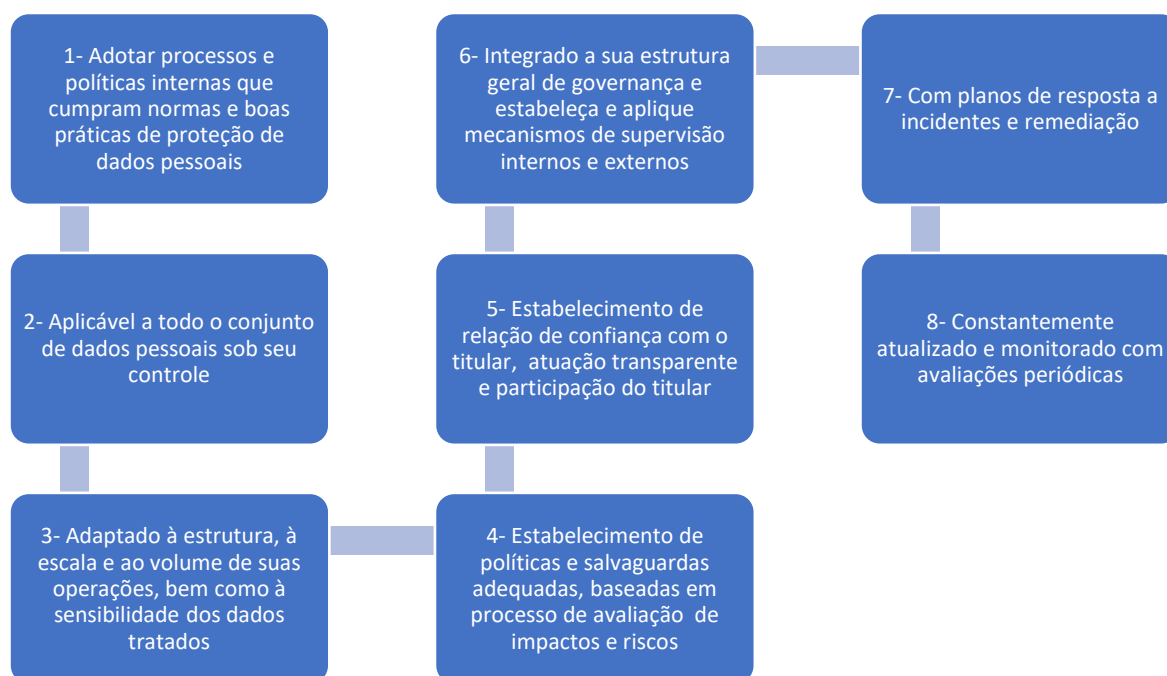 1- Adotar processos e
políticas internas que
cumpram normas e boas
práticas de proteção de
dados pessoais
2- Aplicável a todo o conjunto
de dados pessoais sob seu
controle
3- Adaptado à estrutura, à
escala e ao volume de suas
operações, bem como à
sensibilidade dos dados
tratados
4- Estabelecimento de
políticas e salvaguardas
adequadas, baseadas em
processo de avaliação de
impactos e riscos
5- Estabelecimento de
relação de confiança com o
titular, atuação transparente
e participação do titular
6- Integrado a sua estrutura
geral de governança e
estabeleça e aplique
mecanismos de supervisão
internos e externos
7- Com planos de resposta a
incidentes e remediação
8- Constantemente
atualizado e monitorado com
avaliações periódicas